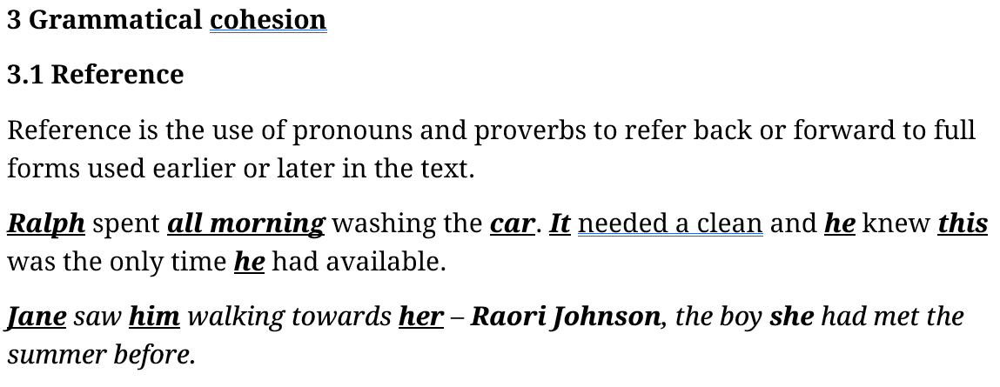 3 Grammatical cohesion
3.1 Reference
Reference is the use of pronouns and proverbs to refer back or forward to full
forms used earlier or later in the text.
Ralph spent all morning washing the car. It needed a clean and he knew this
was the only time he had available.
Jane saw him walking towards her – Raori Johnson, the boy she had met the
summer before.